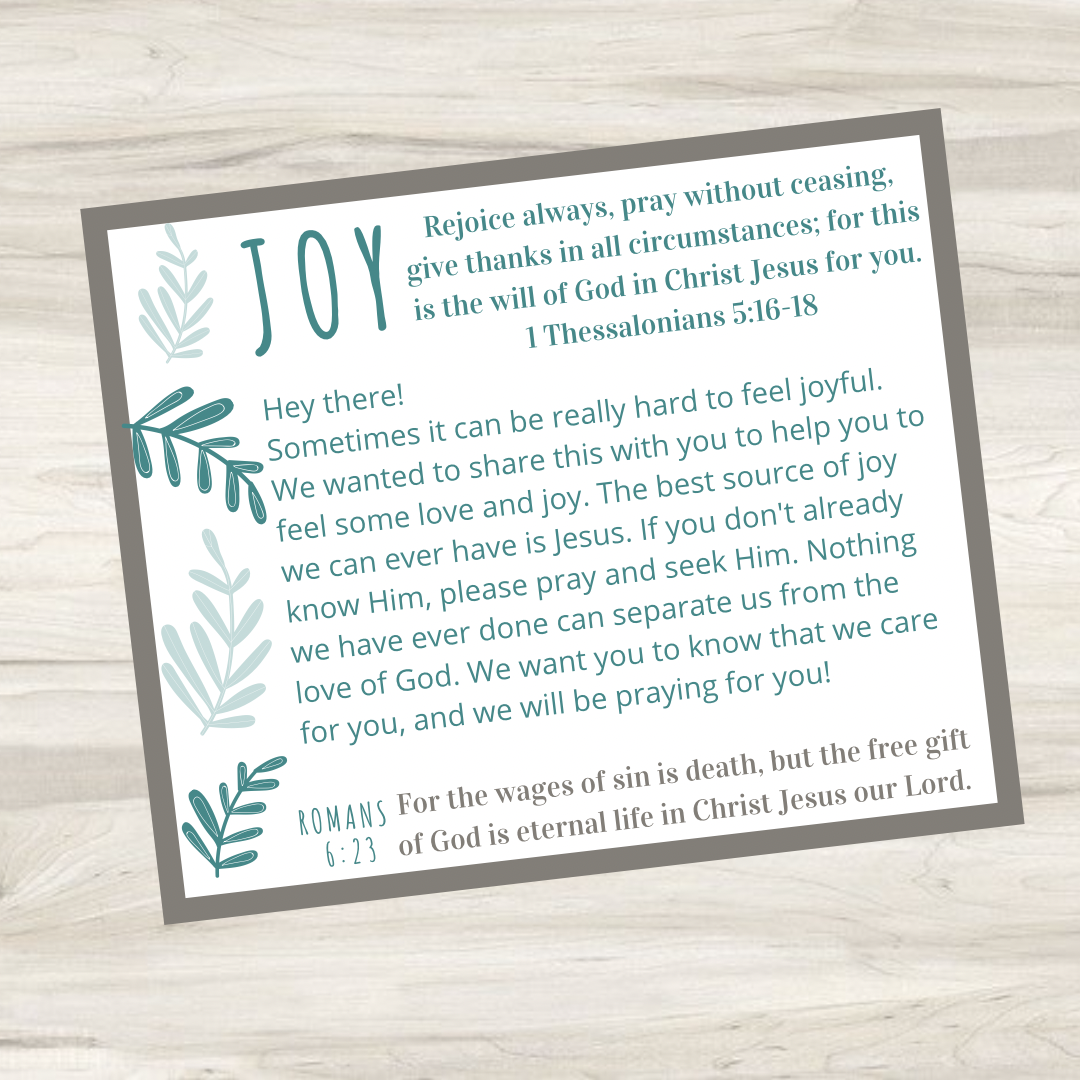 JOY
Rejoice always, pray without ceasing,
give thanks in all circumstances; for this
is the will of God in Christ Jesus for you.
1 Thessalonians 5:16-18
Hey there!
Sometimes it can be really hard to feel joyful.
We wanted to share this with you to help you to
feel some love and joy. The best source of joy
we can ever have is Jesus. If you don't already
know Him, please pray and seek Him. Nothing
we have ever done can separate us from the
love of God. We want you to know that we care
for you, and we will be praying for you!
ROMANS
6:23
For the wages of sin is death, but the free gift
of God is eternal life in Christ Jesus our Lord.